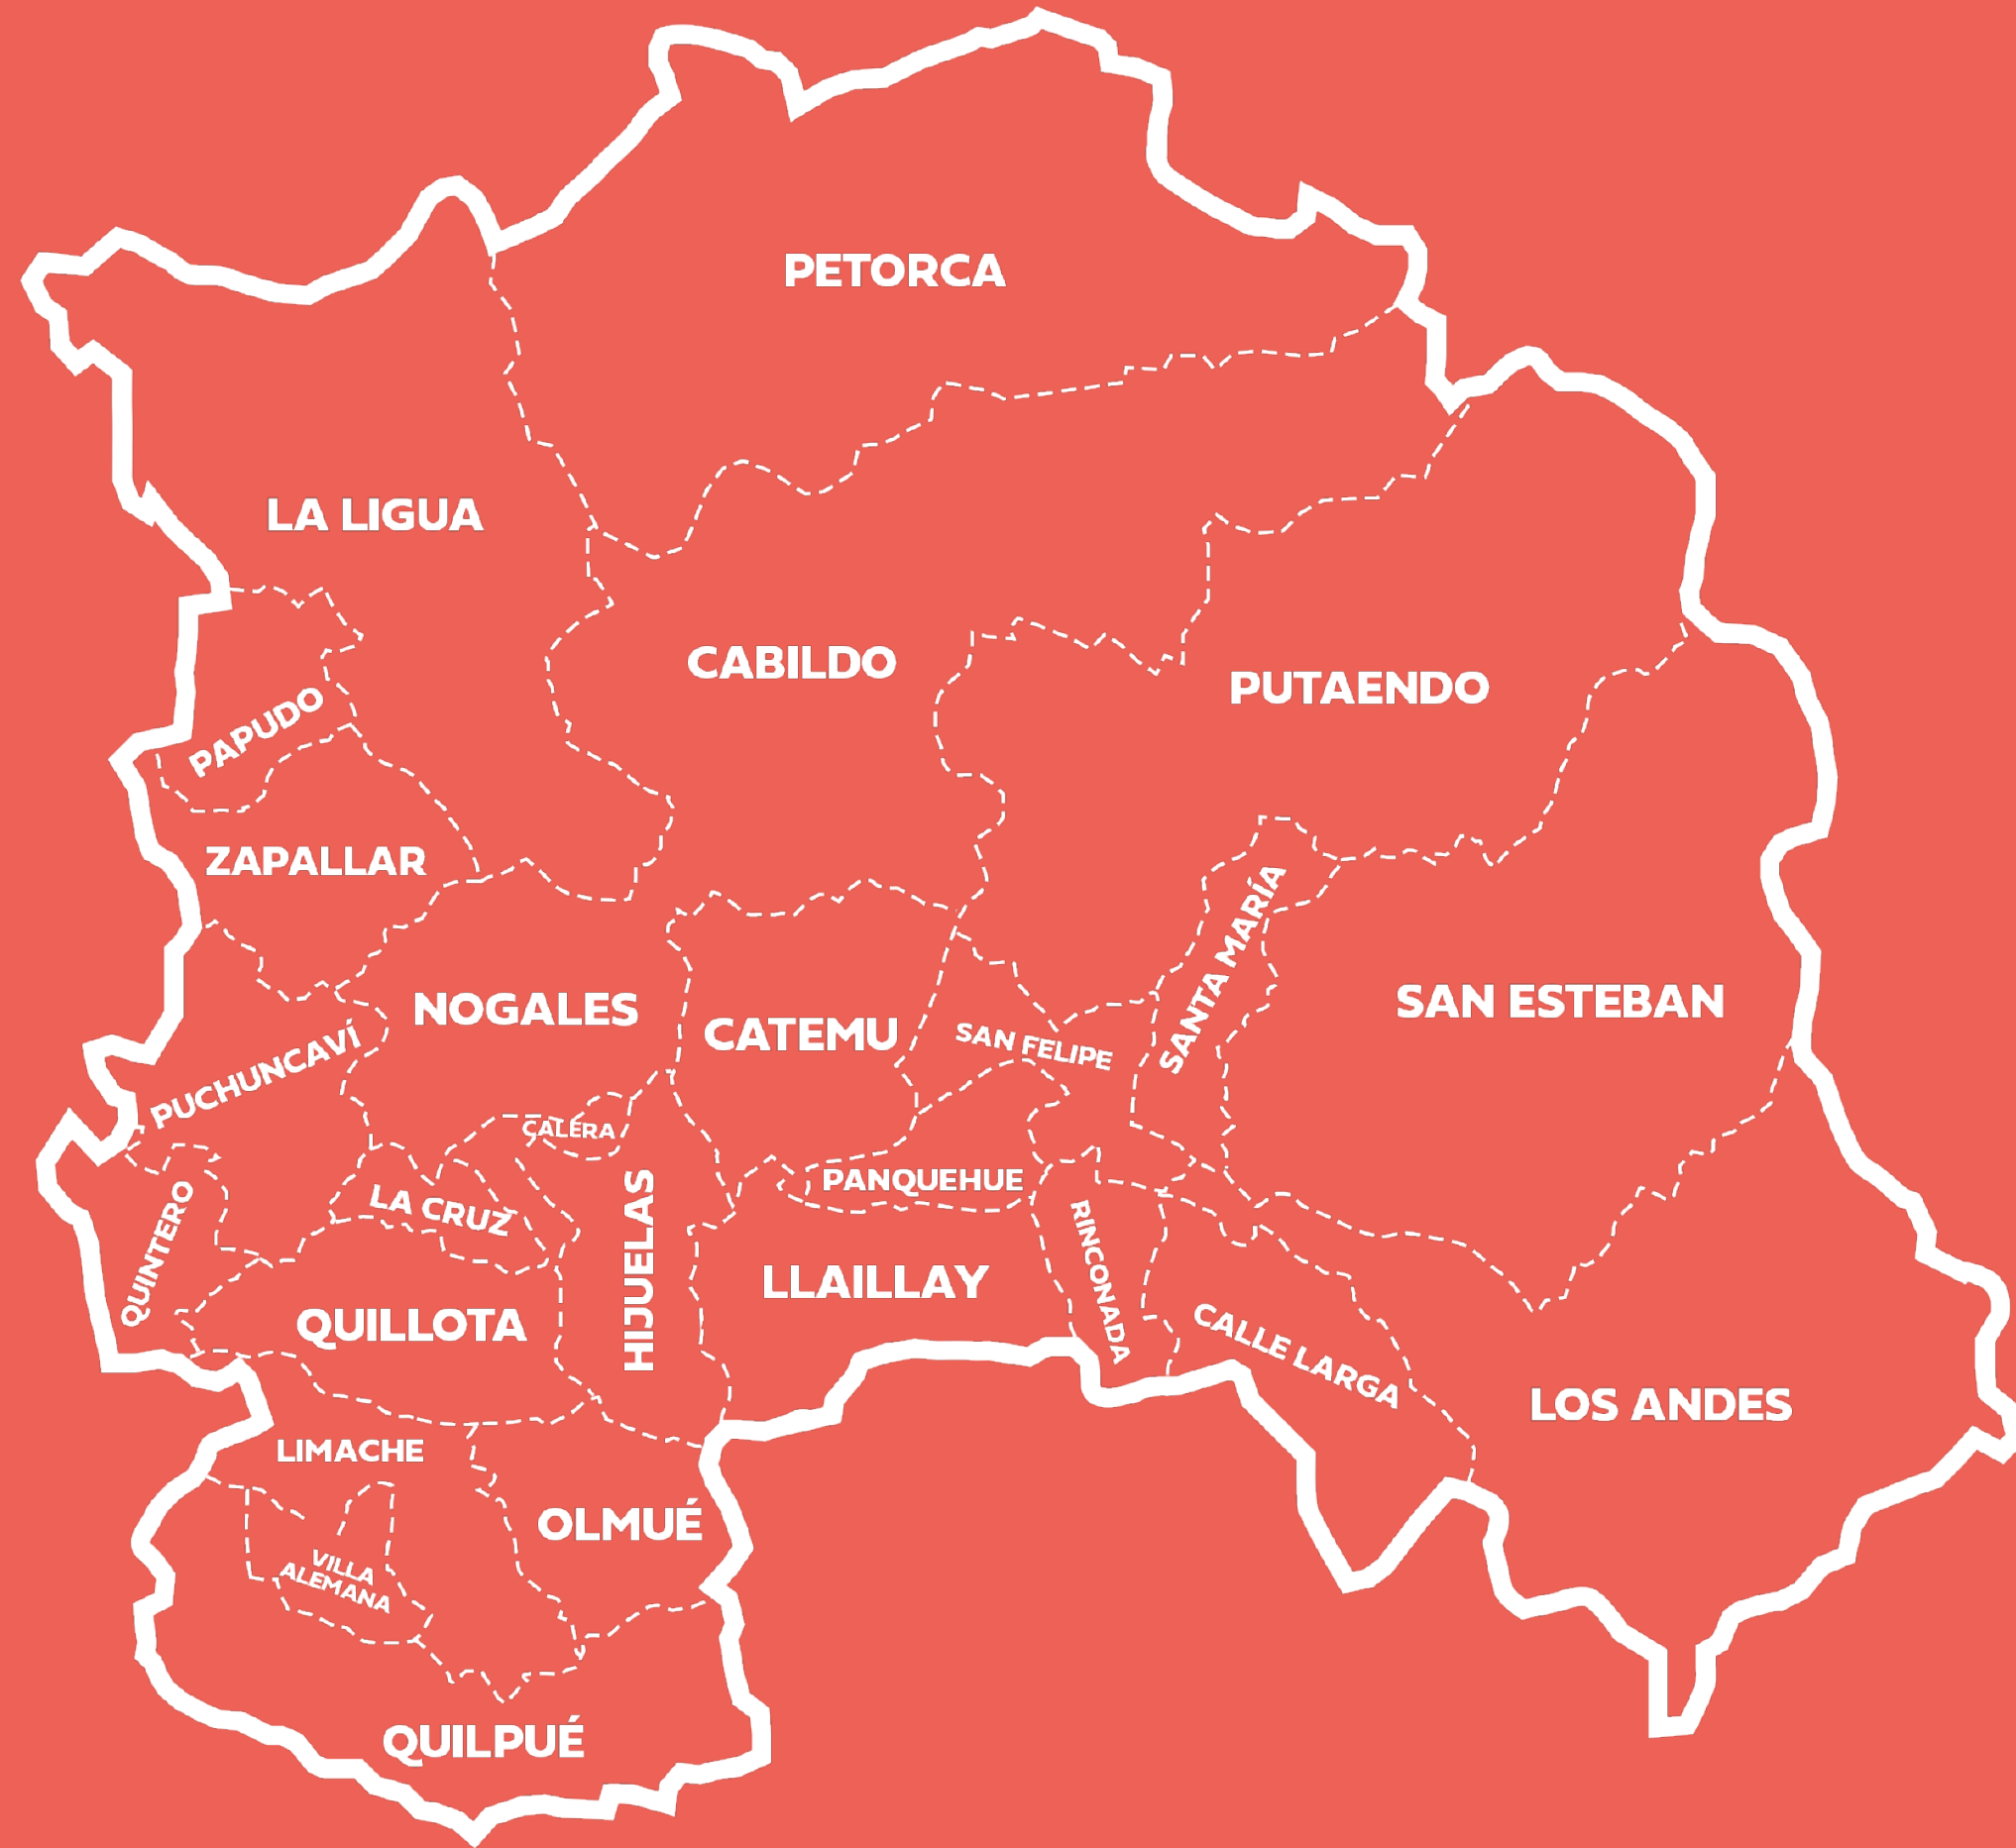 PETORCA
LA LIGUA
CABILDO
PUTAENDO
PAPUDO
ZAPALLAR
SANTA MARÍA
SAN ESTEBAN
NOGALES
CATEMU
SAN FELIPE
PUCHUNCAVÍ
CALERA
PANQUEHUE
LA CRUZ
QUINTERO
HIJUELAS
RINCONADA
LLAILLAY
QUILLOTA
CALLE LARGA
LOS ANDES
LIMACHE
OLMUÉ
VILLA
ALEMANA
QUILPUÉ